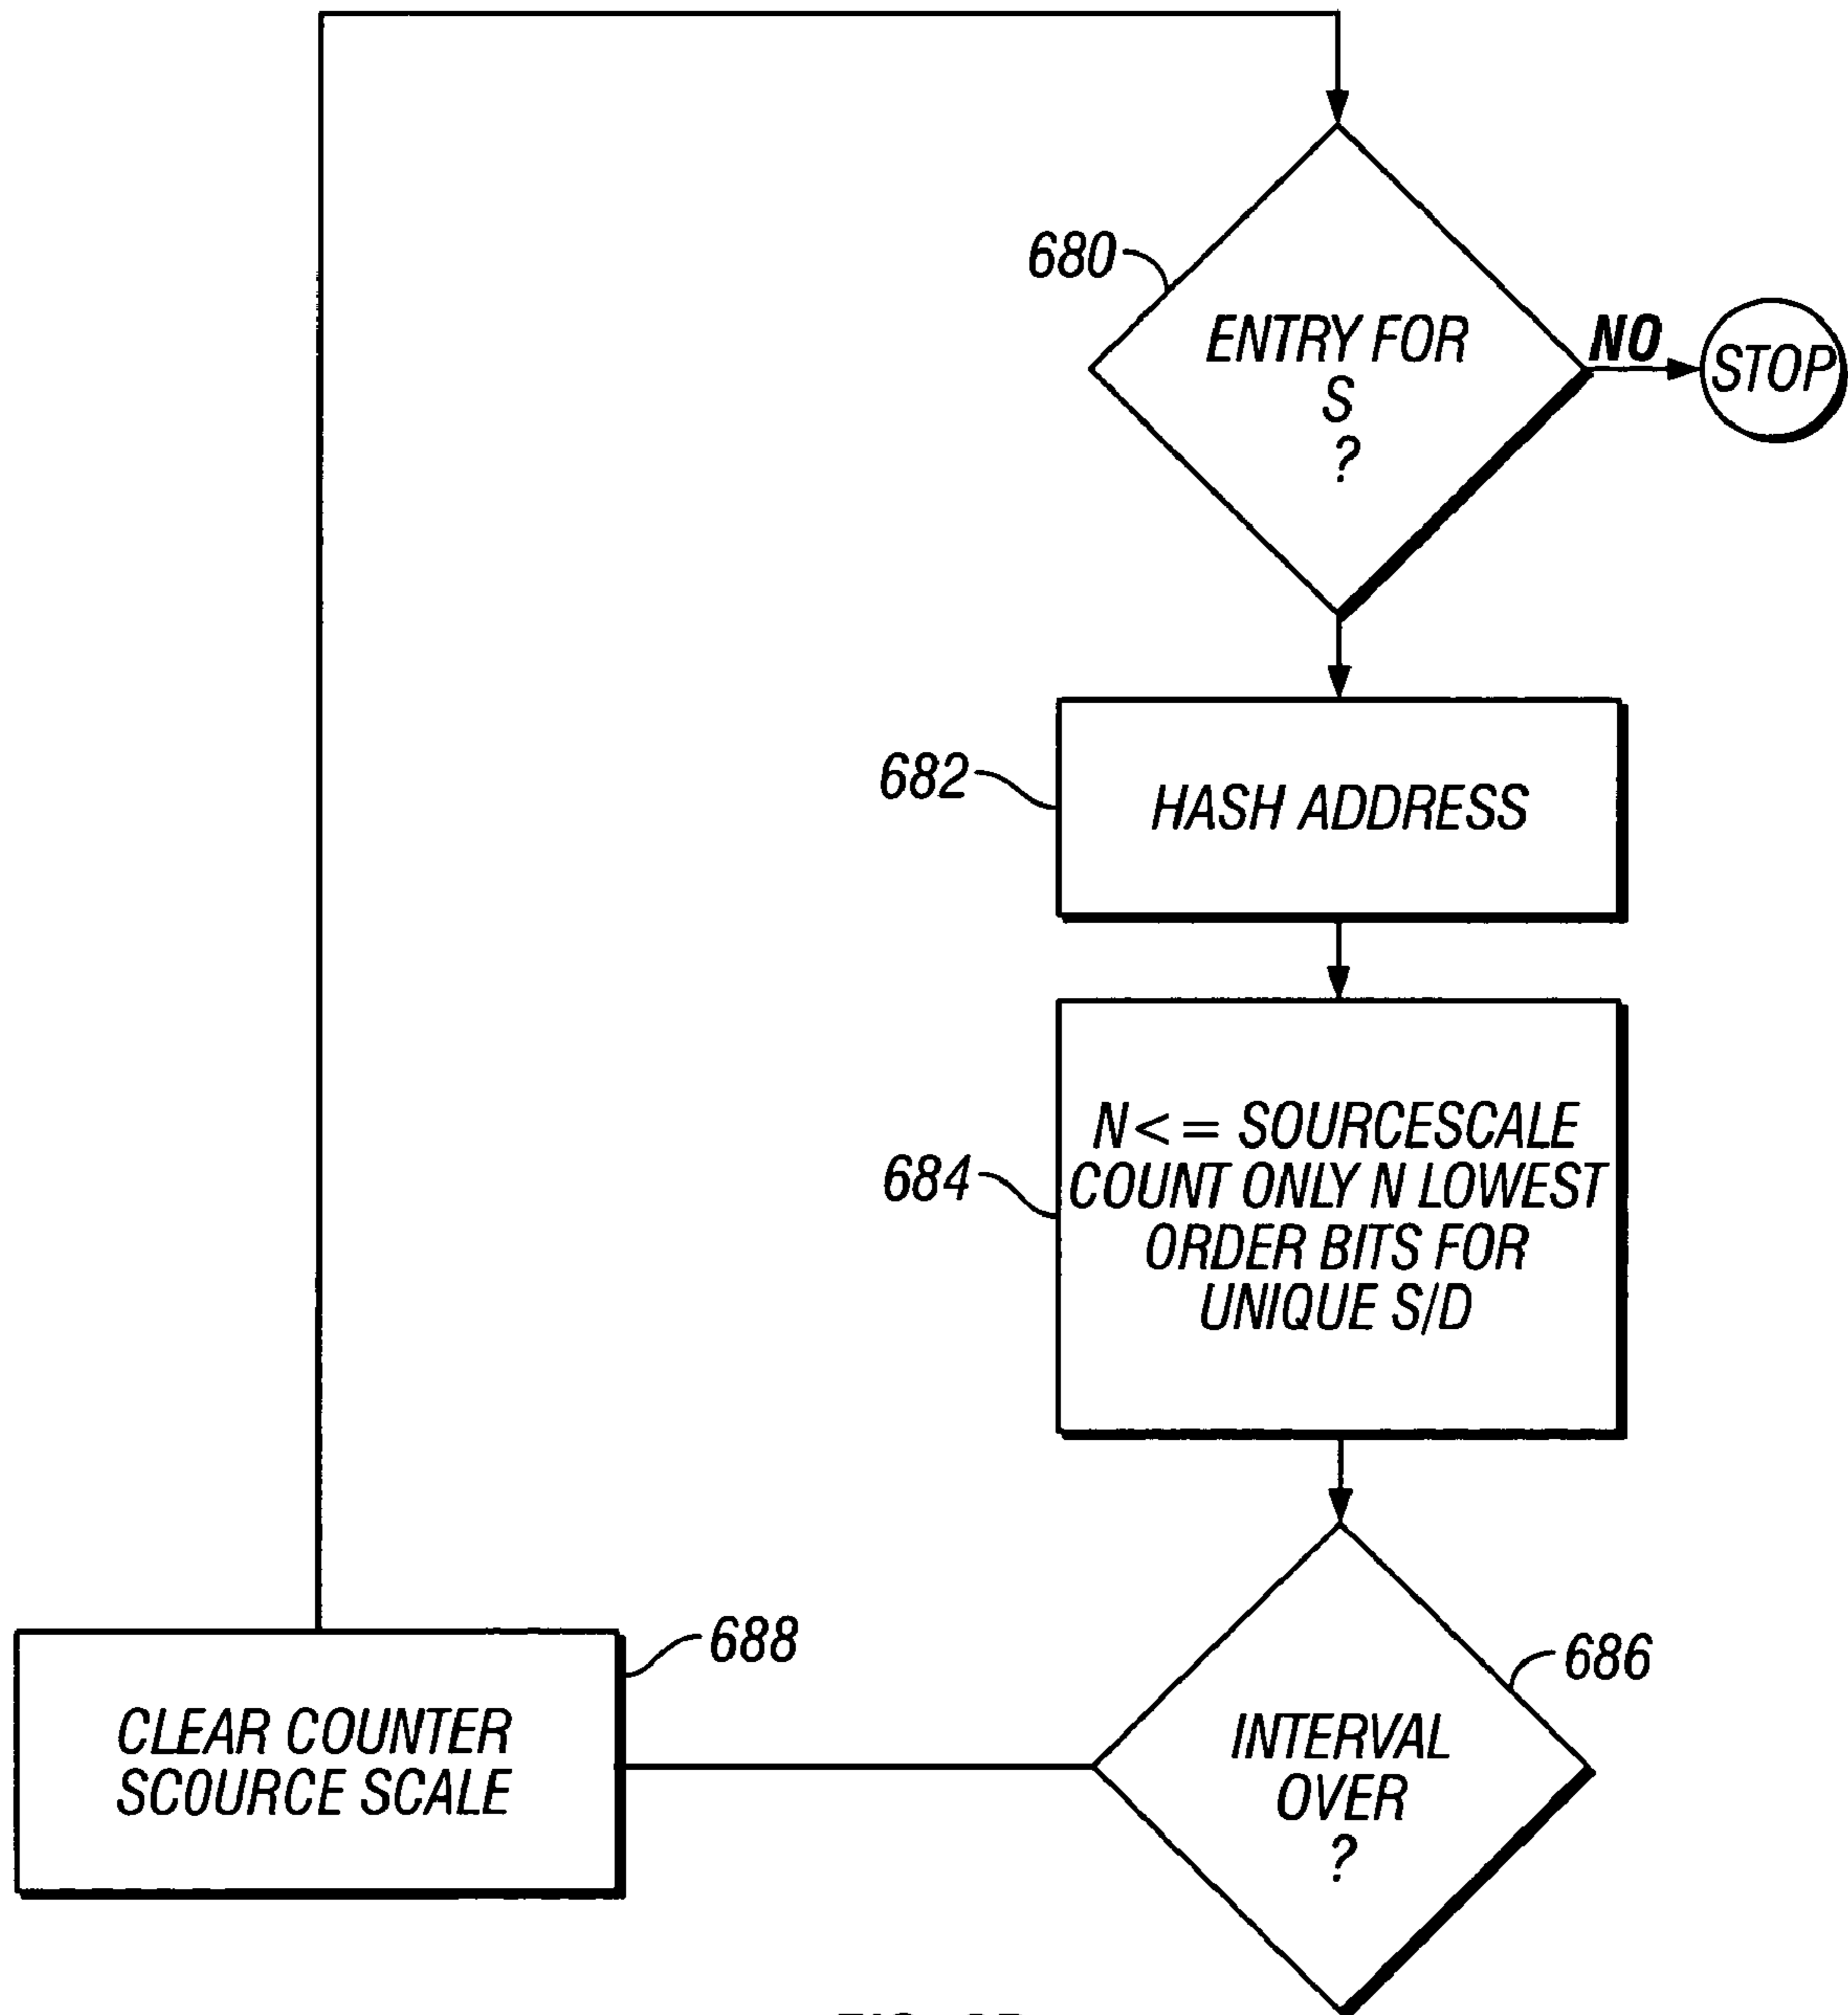 680
ENTRY FOR
S
?
NO
STOP
682
HASH ADDRESS
684
N <= SOURCESCALE
COUNT ONLY N LOWEST
ORDER BITS FOR
UNIQUE S/D
688
CLEAR COUNTER
SCOURCE SCALE
686
INTERVAL
OVER
?